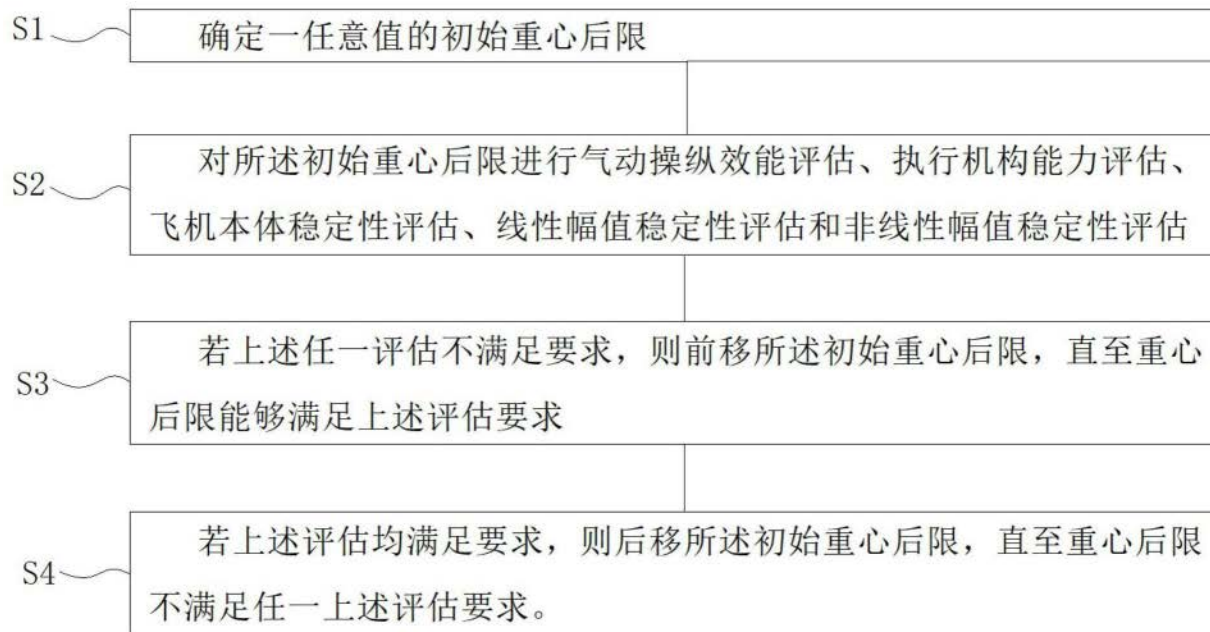 S1
确定一任意值的初始重心后限
S2
对所述初始重心后限进行气动操纵效能评估、执行机构能力评估、
飞机本体稳定性评估、线性幅值稳定性评估和非线性幅值稳定性评估
S3
若上述任一评估不满足要求，则前移所述初始重心后限，直至重心
后限能够满足上述评估要求
S4
若上述评估均满足要求，则后移所述初始重心后限，直至重心后限
不满足任一上述评估要求。